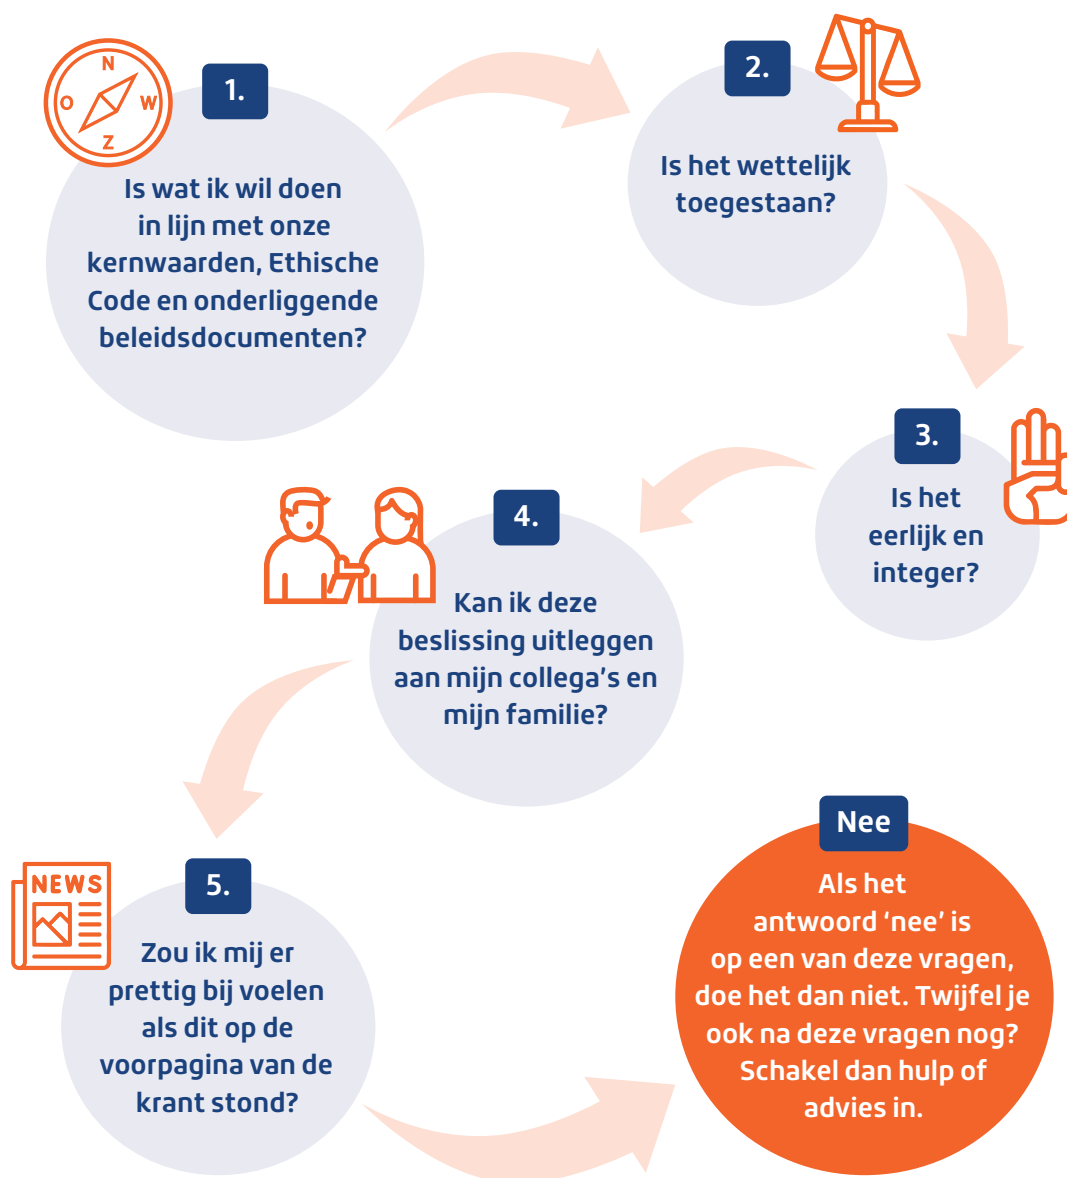 N
O
W
Z
1.
Is wat ik wil doen
in lijn met onze
kernwaarden, Ethische
Code en onderliggende
beleidsdocumenten?
2.
Is het wettelijk
toegestaan?
3.
Is het
eerlijk en
integer?
4.
Kan ik deze
beslissing uitleggen
aan mijn collega's en
mijn familie?
NEWS
5.
Zou ik mij er
prettig bij voelen
als dit op de
voorpagina van de
krant stond?
Nee
Als het
antwoord ‘nee’ is
op een van deze vragen,
doe het dan niet. Twijfel je
ook na deze vragen nog?
Schakel dan hulp of
advies in.